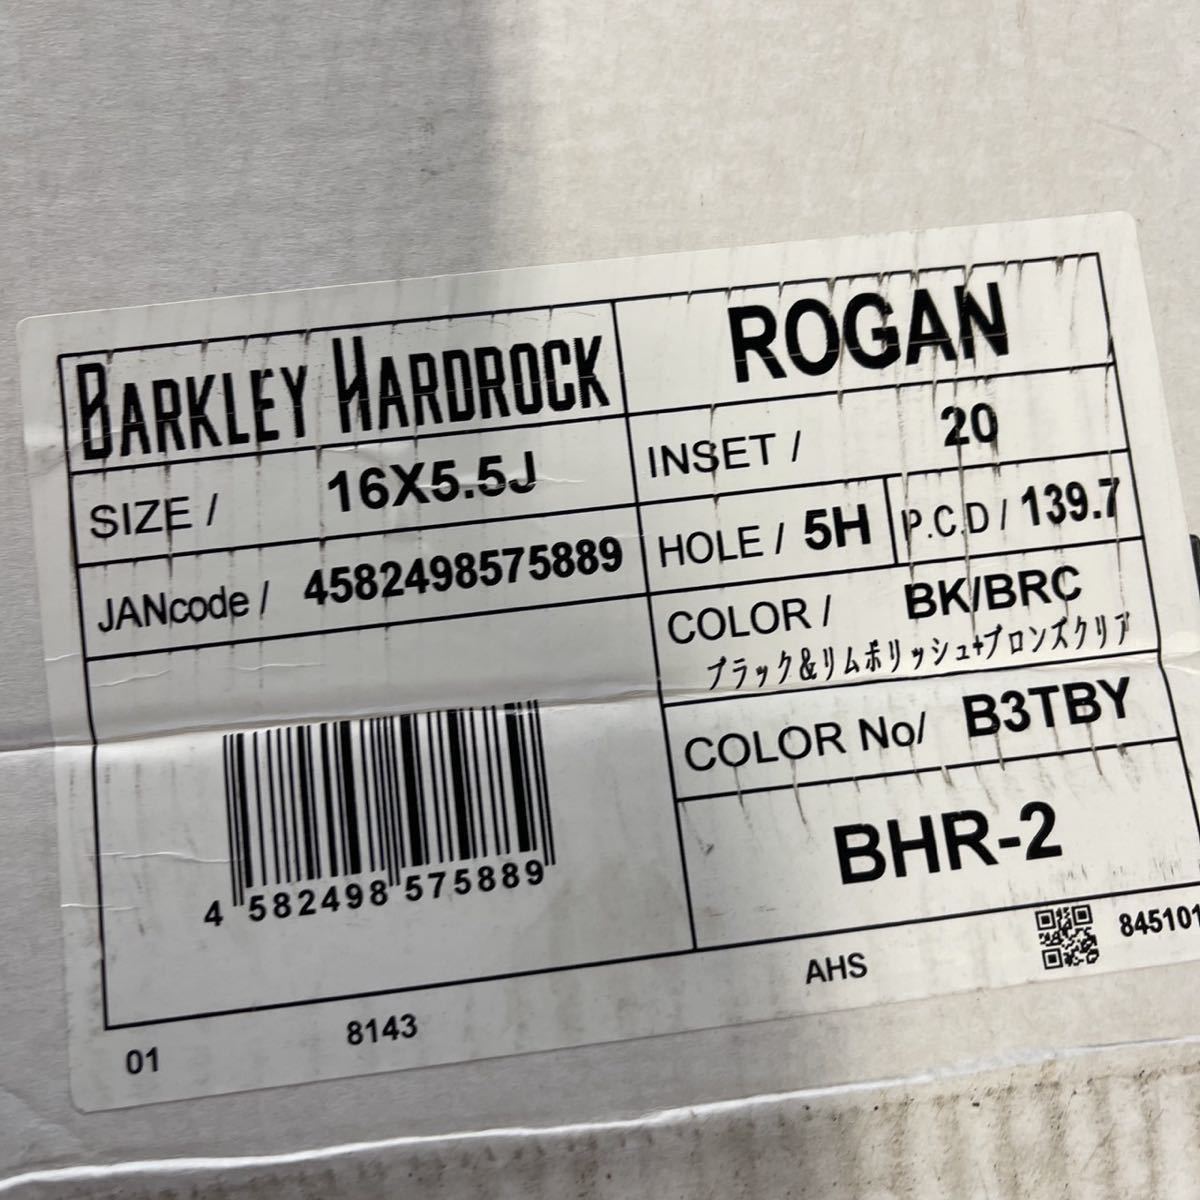 BARKLEY HARDROCK
ROGAN
SIZE / 16X5.5J
INSET / 20
JANcode / 4582498575889
HOLE / 5H
P.C.D / 139.7
COLOR / BK/BRC
ブラック&リムポリッシュ+ブロンズクリア
COLOR No/ B3TBY
BHR-2
4 582498 575889
01
8143
AHS
845101